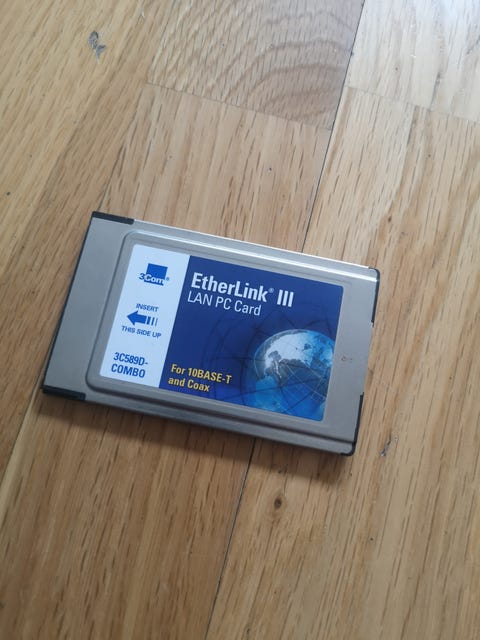 3Com®
INSERT
THIS SIDE UP
3C589D-
COMBO
EtherLink® III
LAN PC Card
For 10BASE-T
and Coax